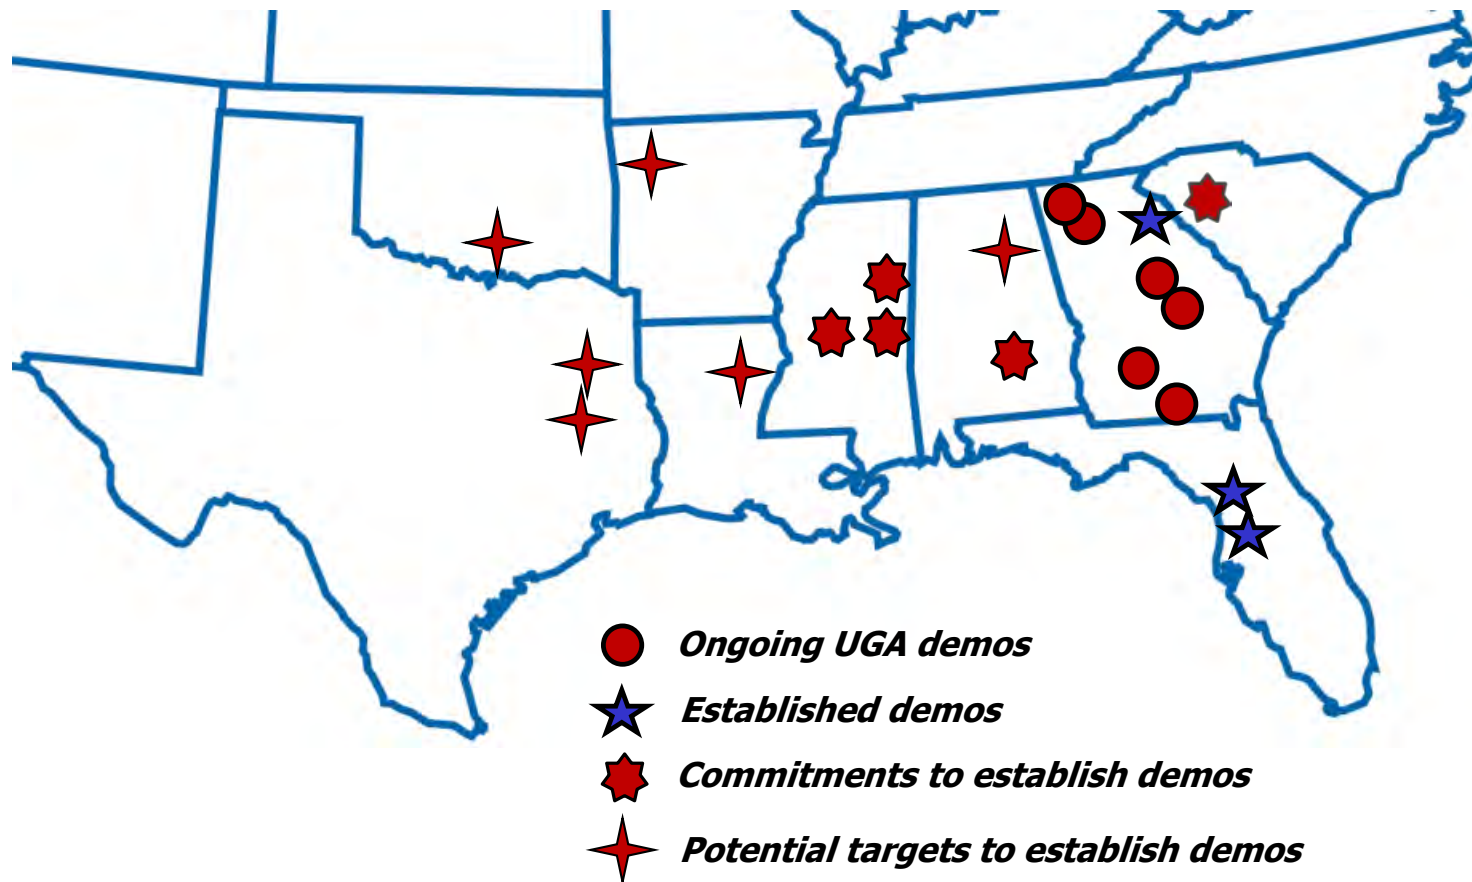 Ongoing UGA demos
Established demos
Commitments to establish demos
Potential targets to establish demos